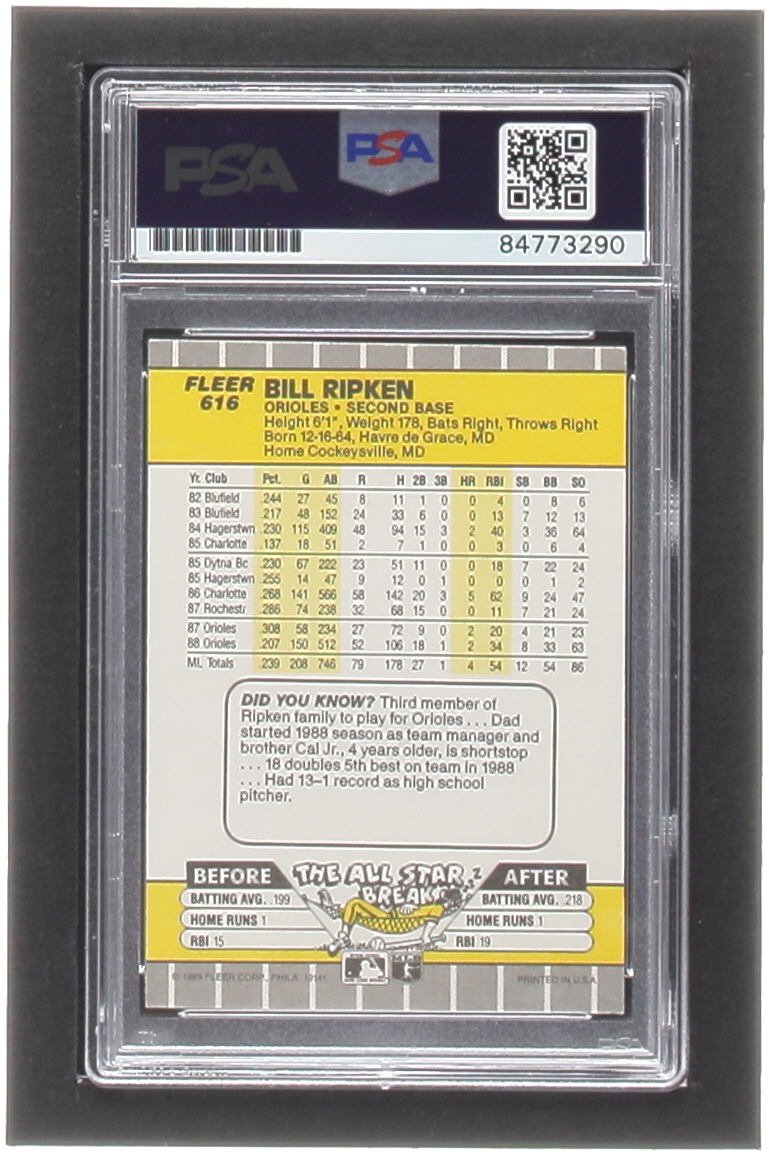 PSA PSA
84773290
FLEER 616 BILL RIPKEN
ORIOLES • SECOND BASE
Height 6'1", Weight 178, Bats Right, Throws Right
Born 12-16-64, Havre de Grace, MD
Home Cockeysville, MD
Yr. Club Pct. G AB R H 2B 3B HR RBI SB BB SO
82 Blufield .244 27 45 8 11 1 0 0 4 0 8 6
83 Blufield .217 48 152 24 33 6 0 0 13 7 12 13
84 Hagerstwn .230 115 409 48 94 15 3 2 40 3 36 64
85 Charlotte .137 18 51 2 7 1 0 0 3 0 6 4
85 Dytna Bc .230 67 222 23 51 11 0 0 18 7 22 24
85 Hagerstwn .255 14 47 9 12 0 1 0 0 0 1 2
86 Charlotte .268 141 566 58 142 20 3 5 62 9 24 47
87 Rochestr .286 74 238 32 68 15 0 0 11 7 21 24
87 Orioles .308 58 234 27 72 9 0 2 20 4 21 23
88 Orioles .207 150 512 52 106 18 1 2 34 8 33 63
ML Totals .239 208 746 79 178 27 1 4 54 12 54 86
DID YOU KNOW? Third member of
Ripken family to play for Orioles . . . Dad
started 1988 season as team manager and
brother Cal Jr., 4 years older, is shortstop
. . . 18 doubles 5th best on team in 1988
. . . Had 13–1 record as high school
pitcher.
BEFORE THE ALL STAR BREAK ZZZ AFTER
BATTING AVG. .199 BATTING AVG. .218
HOME RUNS 1 HOME RUNS 1
RBI 15 RBI 19
© 1989 FLEER CORP., PHILA. 19141 PRINTED IN U.S.A.
PSA